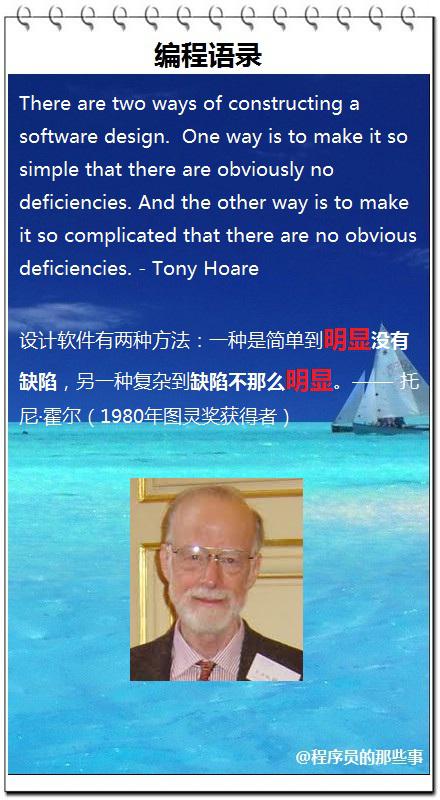 编程语录
There are two ways of constructing a
software design.  One way is to make it so
simple that there are obviously no
deficiencies. And the other way is to make
it so complicated that there are no obvious
deficiencies. - Tony Hoare
设计软件有两种方法：一种是简单到明显没有
缺陷，另一种复杂到缺陷不那么明显。—— 托
尼·霍尔（1980年图灵奖获得者）
@程序员的那些事